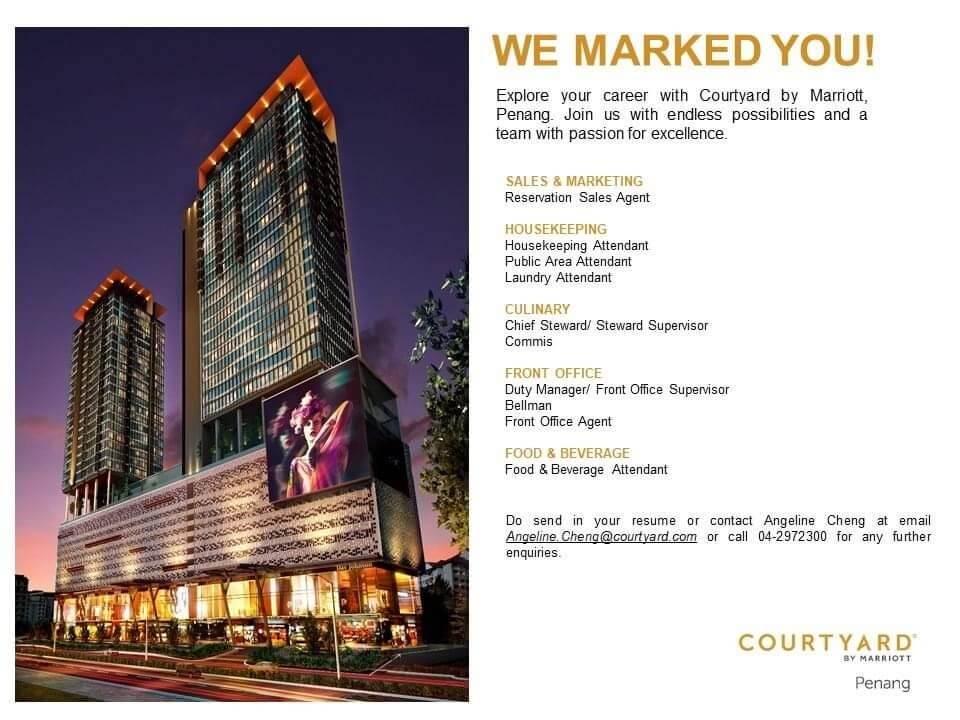 WE MARKED YOU!
Explore your career with Courtyard by Marriott,
Penang. Join us with endless possibilities and a
team with passion for excellence.
SALES & MARKETING
Reservation Sales Agent
HOUSEKEEPING
Housekeeping Attendant
Public Area Attendant
Laundry Attendant
CULINARY
Chief Steward/ Steward Supervisor
Commis
FRONT OFFICE
Duty Manager/ Front Office Supervisor
Bellman
Front Office Agent
FOOD & BEVERAGE
Food & Beverage Attendant
Do send in your resume or contact Angeline Cheng at email
Angeline.Cheng@courtyard.com or call 04-2972300 for any further
enquiries.
COURTYARD®
BY MARRIOTT
Penang